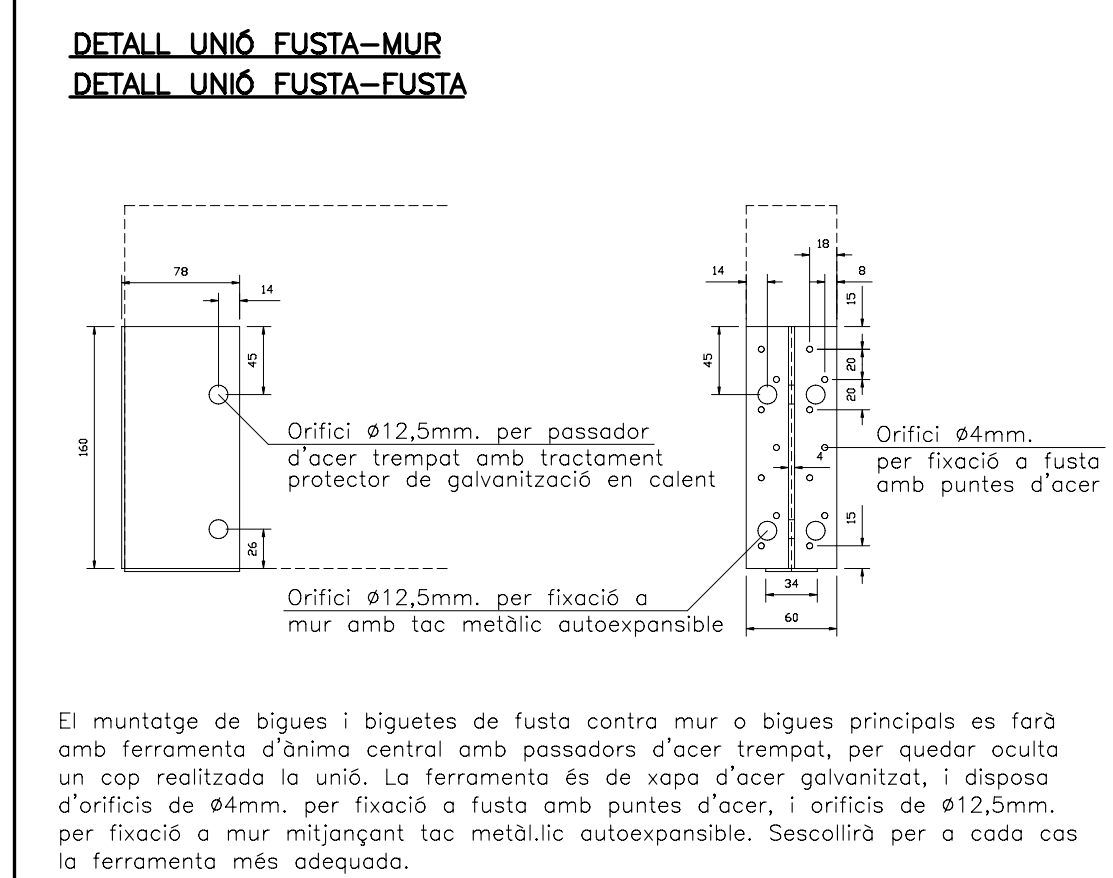 DETALL UNIÓ FUSTA-MUR
DETALL UNIÓ FUSTA-FUSTA
78
14
45
160
26
Orifici ø12,5mm. per passador
d'acer trempat amb tractament
protector de galvanització en calent
Orifici ø12,5mm. per fixació a
mur amb tac metàlic autoexpansible
18
14
8
15
45
20
20
4
15
34
60
Orifici ø4mm.
per fixació a fusta
amb puntes d'acer
El muntatge de bigues i biguetes de fusta contra mur o bigues principals es farà
amb ferramenta d'ànima central amb passadors d'acer trempat, per quedar oculta
un cop realitzada la unió. La ferramenta és de xapa d'acer galvanitzat, i disposa
d'orificis de ø4mm. per fixació a fusta amb puntes d'acer, i orificis de ø12,5mm.
per fixació a mur mitjançant tac metàl.lic autoexpansible. Sescollirà per a cada cas
la ferramenta més adequada.